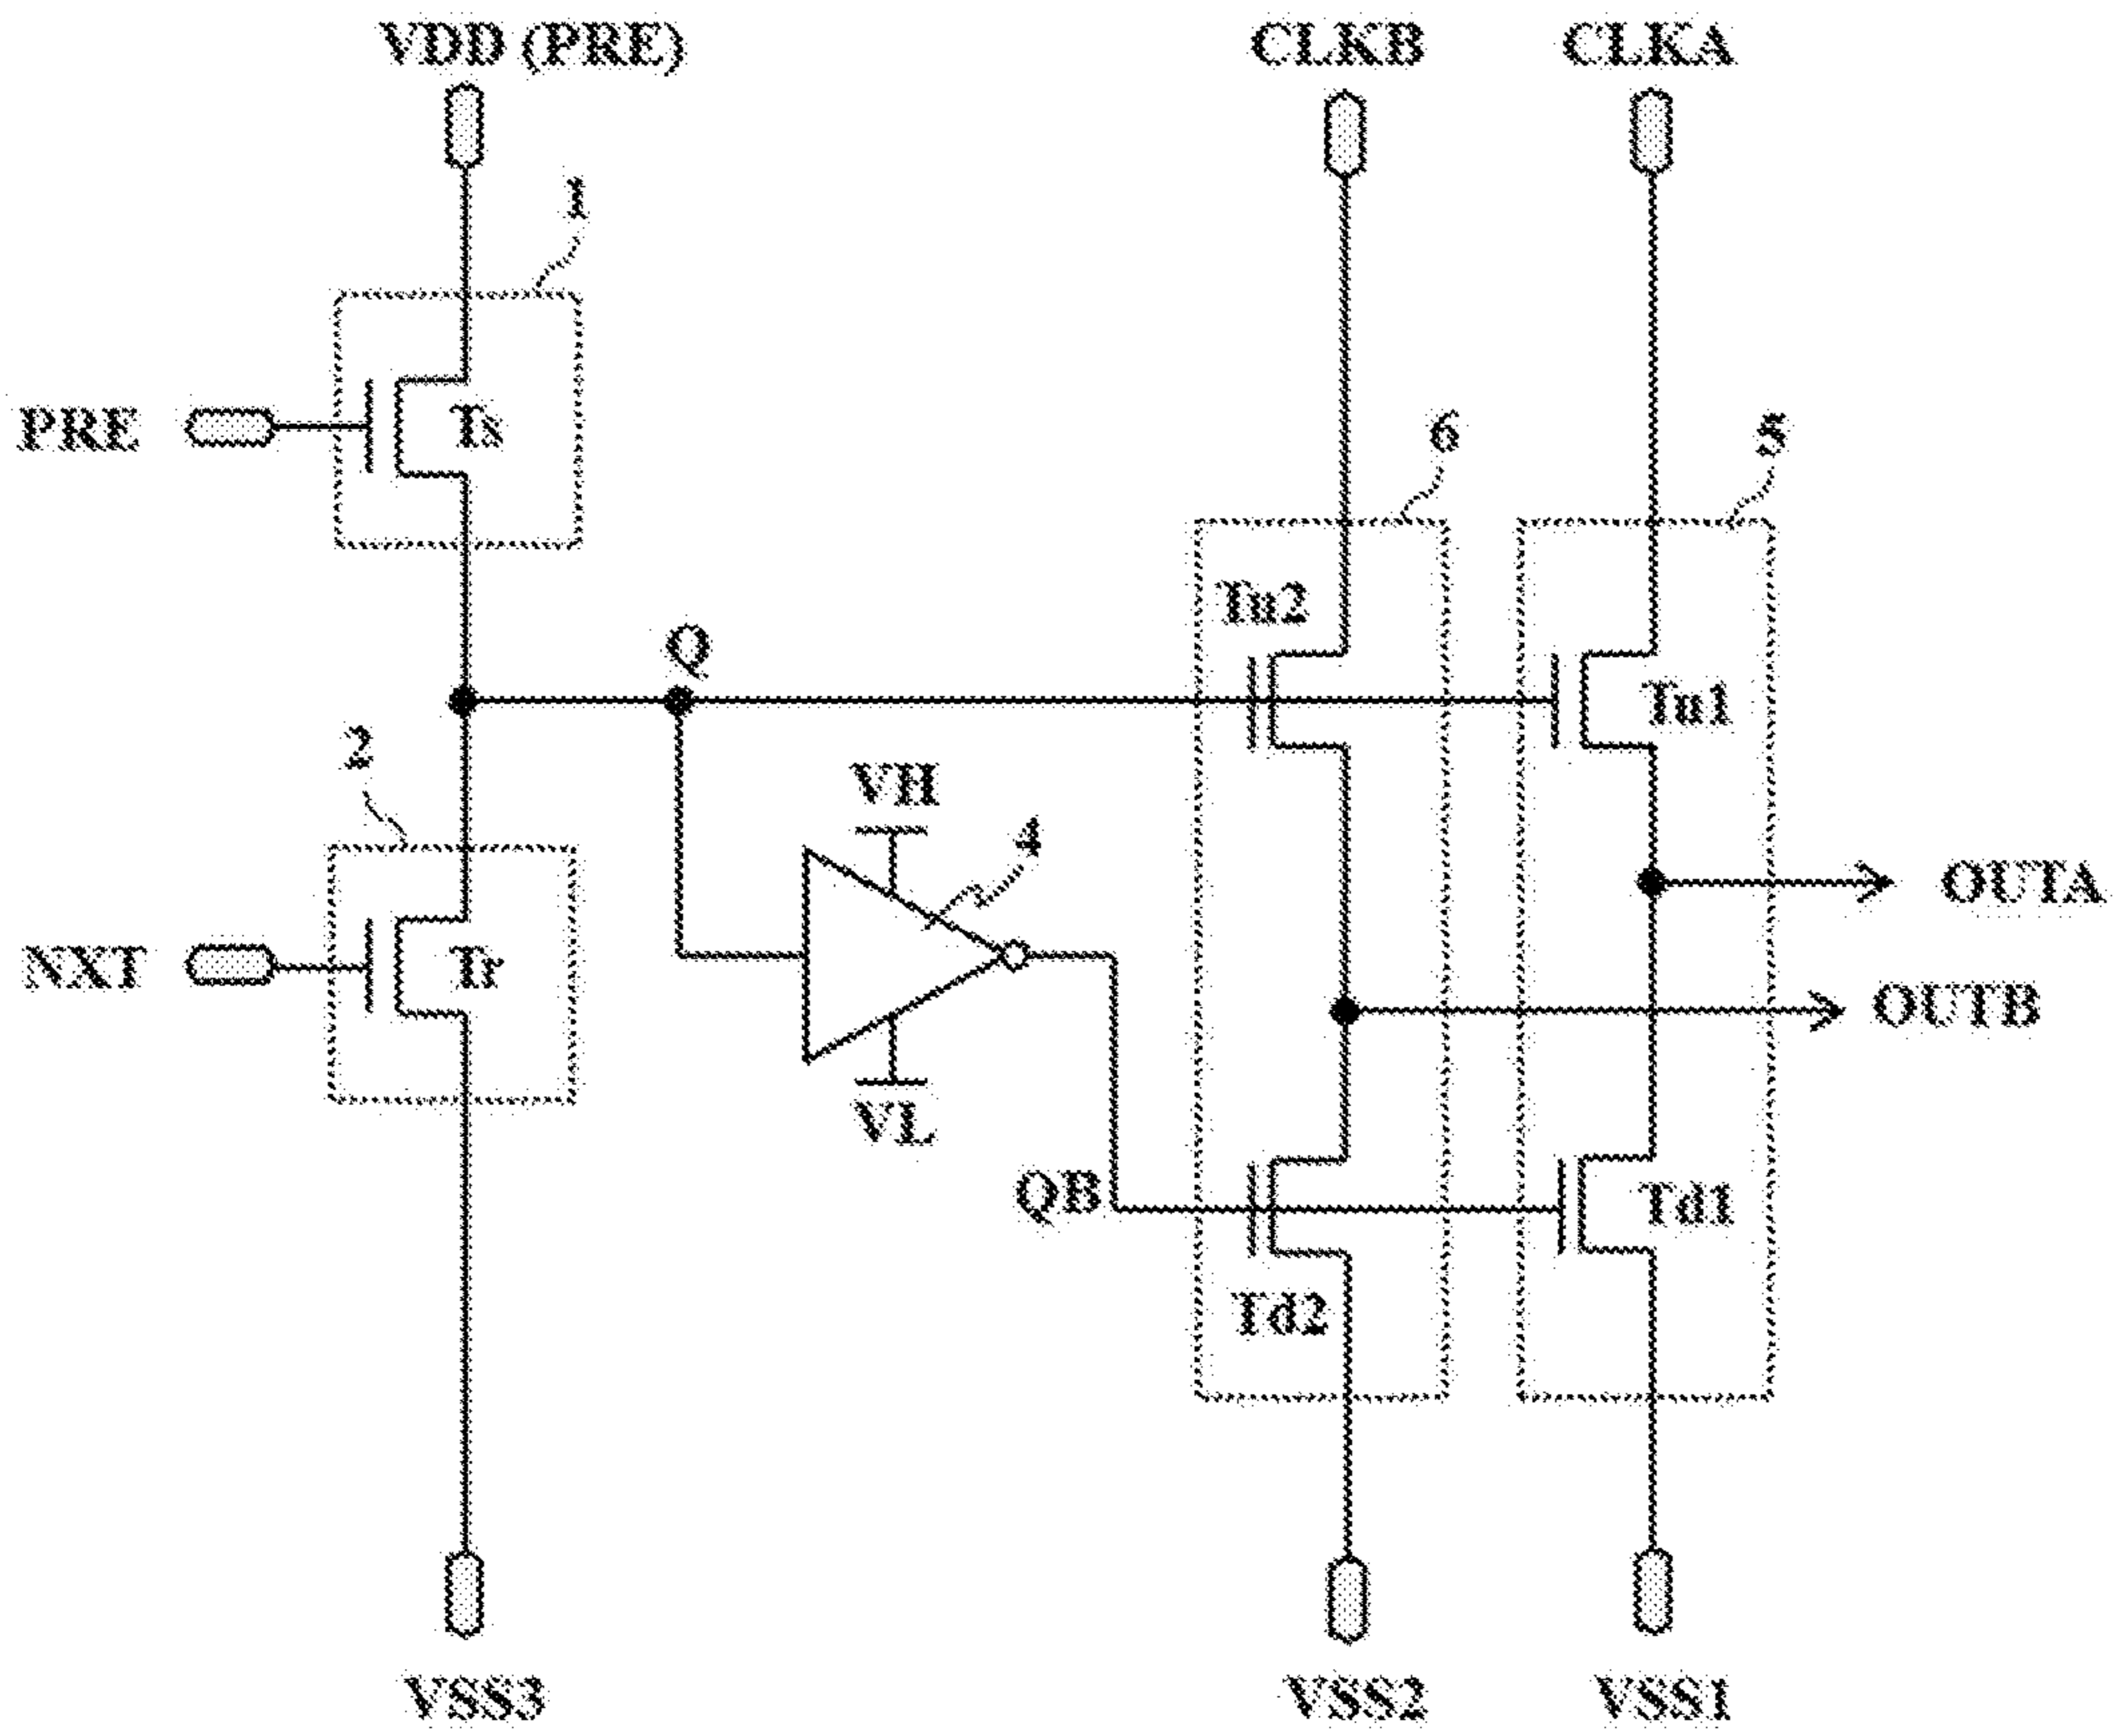 VDD (PRE)
CLKB
CLKA
1
PRE
Ts
6
5
Tu2
Q
Tu1
2
VH
4
OUTA
NXT
Tr
OUTB
VL
QB
Td1
Td2
VSS3
VSS2
VSS1